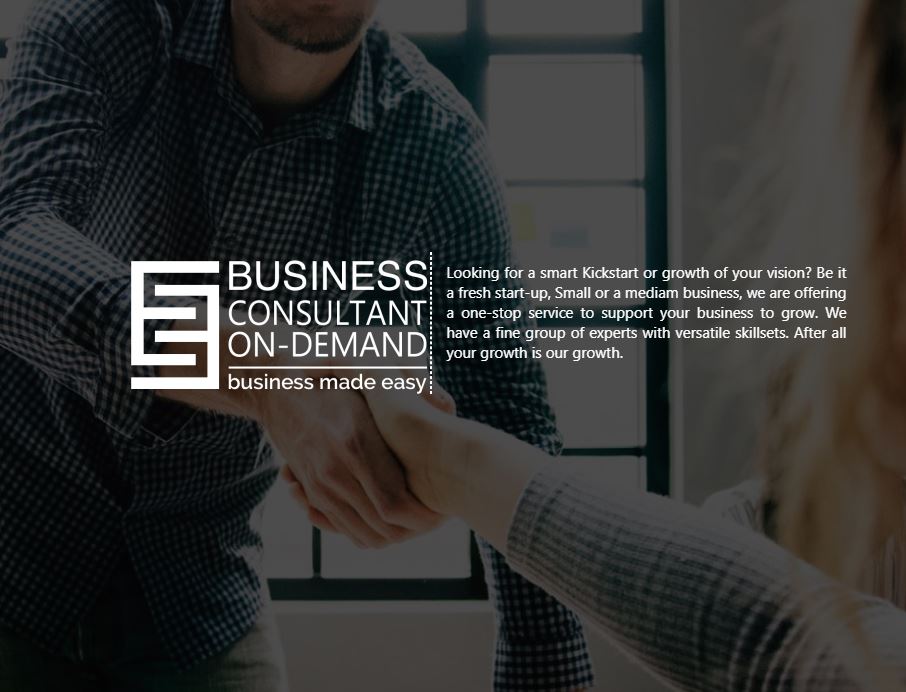 BUSINESS
CONSULTANT
ON-DEMAND
business made easy
Looking for a smart Kickstart or growth of your vision? Be it
a fresh start-up, Small or a mediam business, we are offering
a one-stop service to support your business to grow. We
have a fine group of experts with versatile skillsets. After all
your growth is our growth.